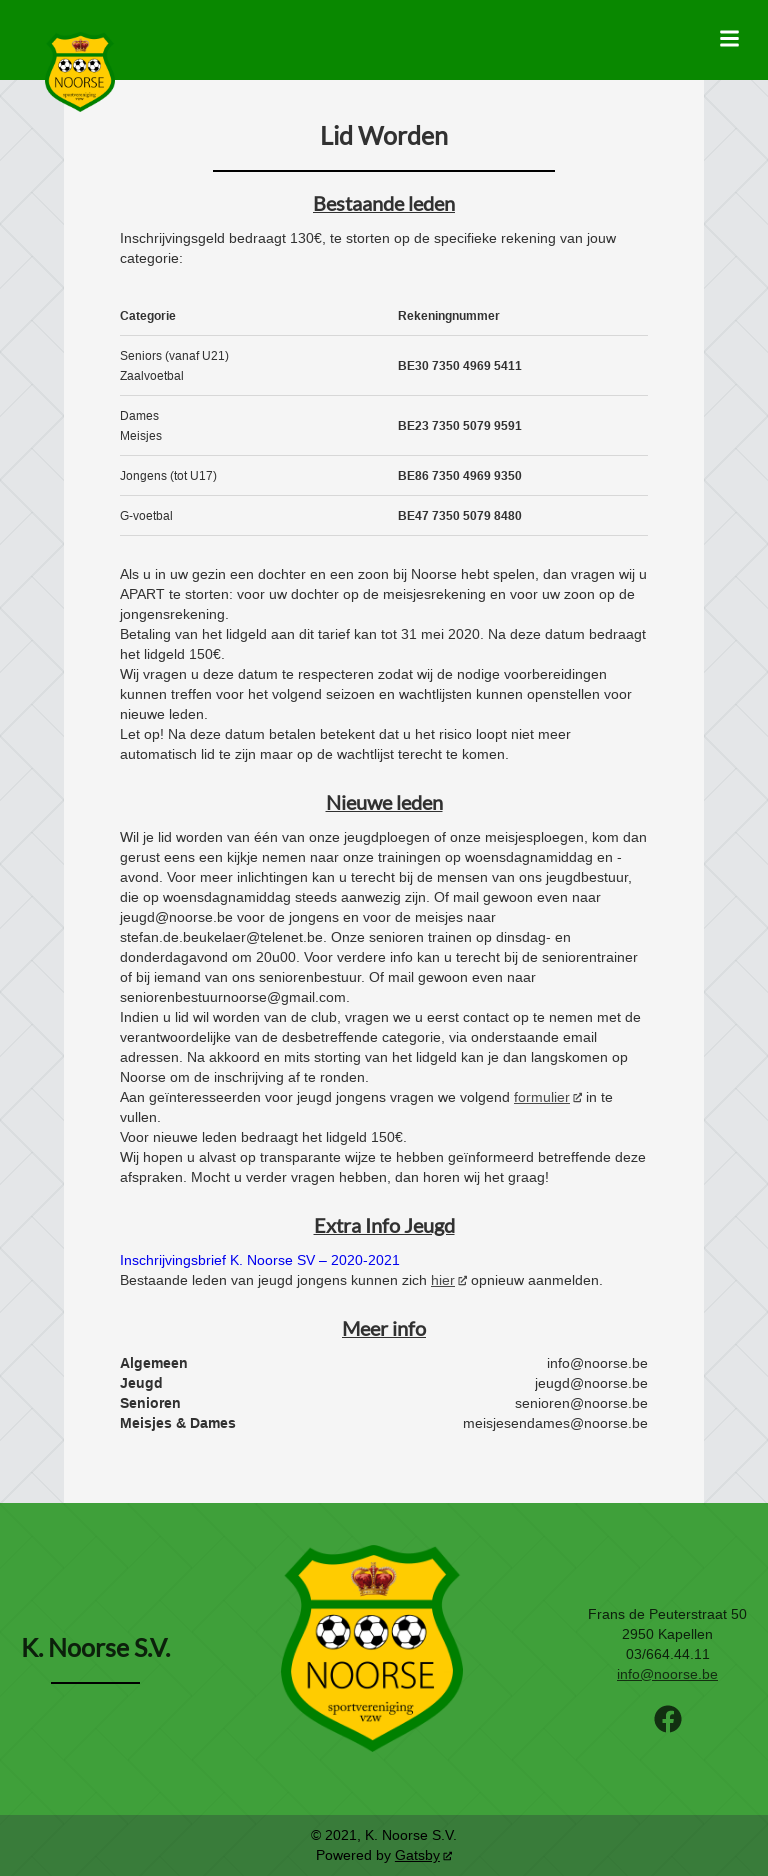 NOORSE
sportvereniging
vzw
Lid Worden
Bestaande leden
Inschrijvingsgeld bedraagt 130€, te storten op de specifieke rekening van jouw
categorie:
Categorie Rekeningnummer
Seniors (vanaf U21)
Zaalvoetbal
BE30 7350 4969 5411
Dames
Meisjes
BE23 7350 5079 9591
Jongens (tot U17) BE86 7350 4969 9350
G-voetbal BE47 7350 5079 8480
Als u in uw gezin een dochter en een zoon bij Noorse hebt spelen, dan vragen wij u
APART te storten: voor uw dochter op de meisjesrekening en voor uw zoon op de
jongensrekening.
Betaling van het lidgeld aan dit tarief kan tot 31 mei 2020. Na deze datum bedraagt
het lidgeld 150€.
Wij vragen u deze datum te respecteren zodat wij de nodige voorbereidingen
kunnen treffen voor het volgend seizoen en wachtlijsten kunnen openstellen voor
nieuwe leden.
Let op! Na deze datum betalen betekent dat u het risico loopt niet meer
automatisch lid te zijn maar op de wachtlijst terecht te komen.
Nieuwe leden
Wil je lid worden van één van onze jeugdploegen of onze meisjesploegen, kom dan
gerust eens een kijkje nemen naar onze trainingen op woensdagnamiddag en -
avond. Voor meer inlichtingen kan u terecht bij de mensen van ons jeugdbestuur,
die op woensdagnamiddag steeds aanwezig zijn. Of mail gewoon even naar
jeugd@noorse.be voor de jongens en voor de meisjes naar
stefan.de.beukelaer@telenet.be. Onze senioren trainen op dinsdag- en
donderdagavond om 20u00. Voor verdere info kan u terecht bij de seniorentrainer
of bij iemand van ons seniorenbestuur. Of mail gewoon even naar
seniorenbestuurnoorse@gmail.com.
Indien u lid wil worden van de club, vragen we u eerst contact op te nemen met de
verantwoordelijke van de desbetreffende categorie, via onderstaande email
adressen. Na akkoord en mits storting van het lidgeld kan je dan langskomen op
Noorse om de inschrijving af te ronden.
Aan geïnteresseerden voor jeugd jongens vragen we volgend formulier in te
vullen.
Voor nieuwe leden bedraagt het lidgeld 150€.
Wij hopen u alvast op transparante wijze te hebben geïnformeerd betreffende deze
afspraken. Mocht u verder vragen hebben, dan horen wij het graag!
Extra Info Jeugd
Inschrijvingsbrief K. Noorse SV – 2020-2021
Bestaande leden van jeugd jongens kunnen zich hier opnieuw aanmelden.
Meer info
Algemeen info@noorse.be
Jeugd jeugd@noorse.be
Senioren senioren@noorse.be
Meisjes & Dames meisjesendames@noorse.be
K. Noorse S.V.
NOORSE
sportvereniging
vzw
Frans de Peuterstraat 50
2950 Kapellen
03/664.44.11
info@noorse.be
© 2021, K. Noorse S.V.
Powered by Gatsby